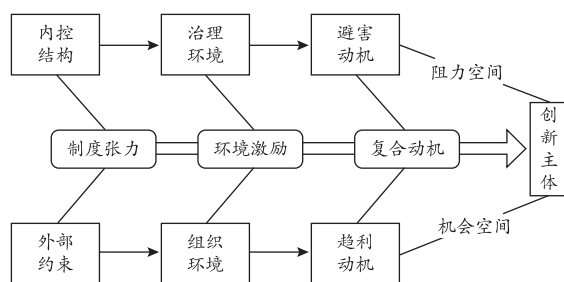 内控
结构
治理
环境
避害
动机
阻力空间
制度张力
环境激励
复合动机
创
新
主
体
外部
约束
组织
环境
趋利
动机
机会空间